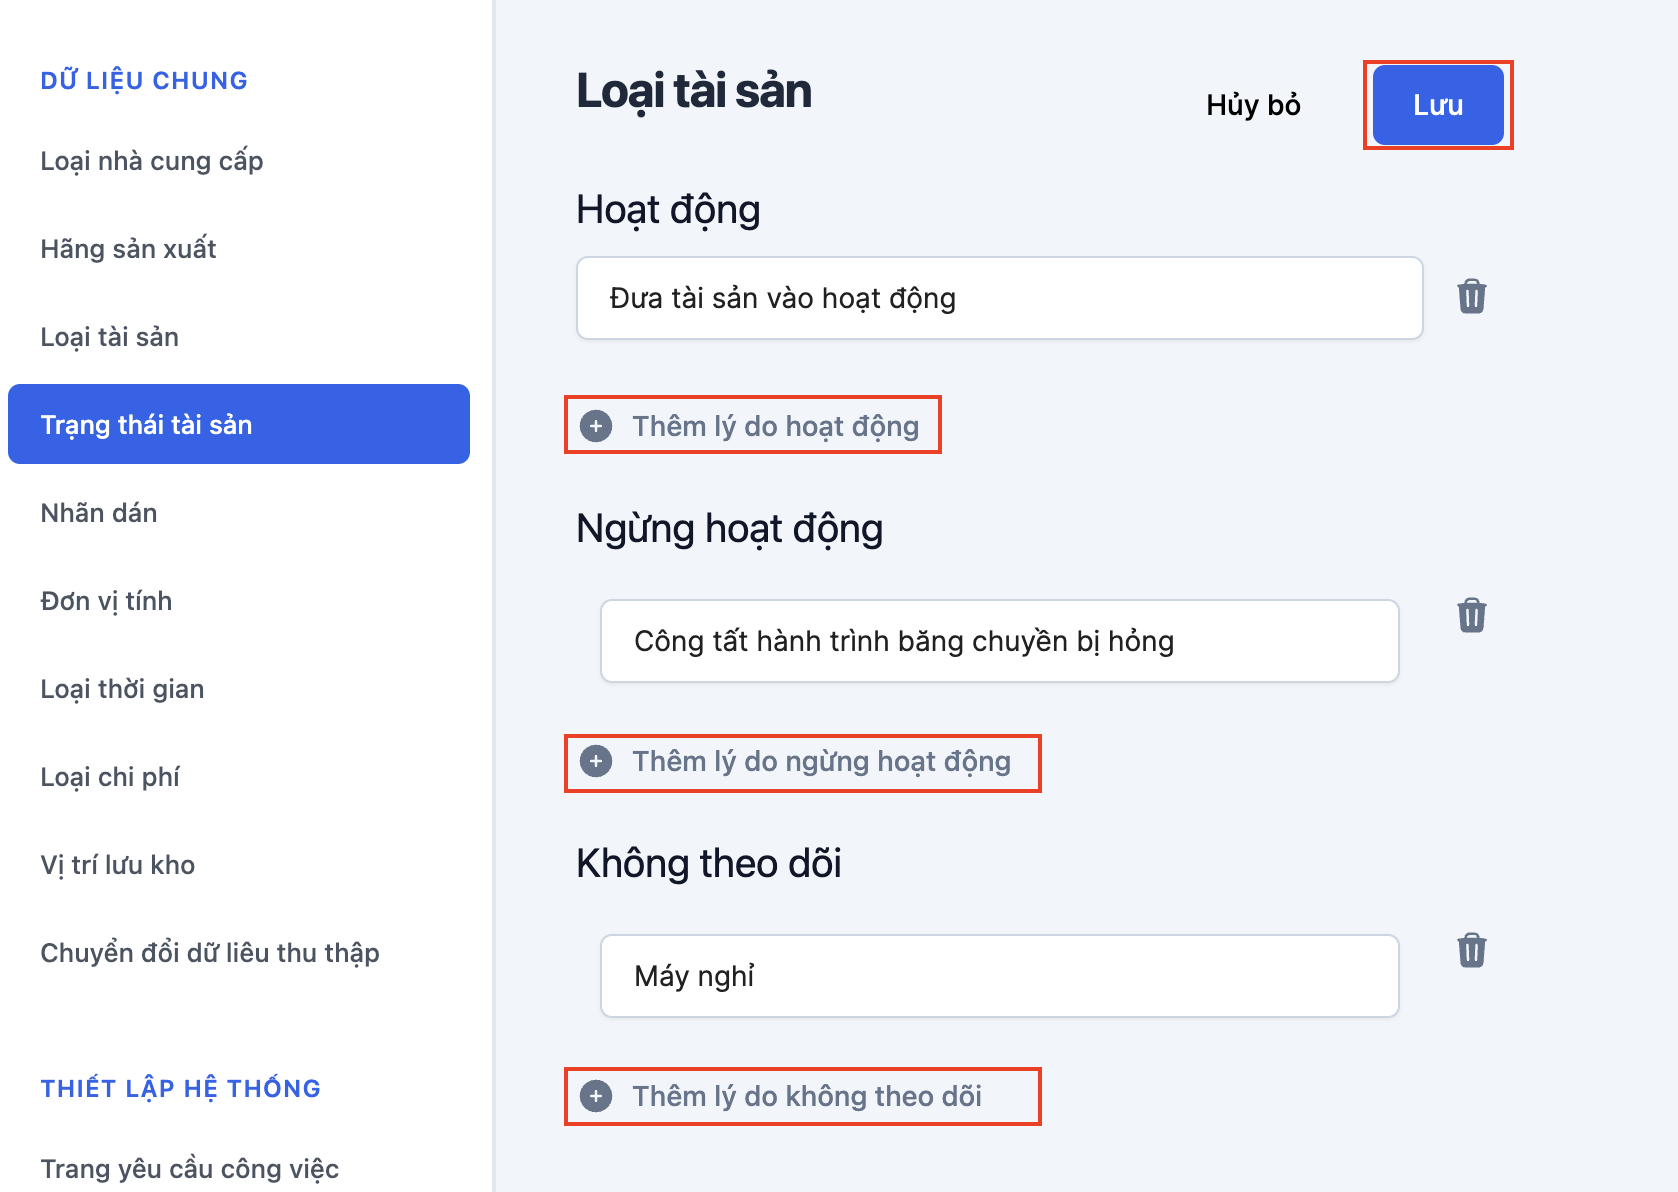 DỮ LIỆU CHUNG
Loại nhà cung cấp
Hãng sản xuất
Loại tài sản
Trạng thái tài sản
Nhãn dán
Đơn vị tính
Loại thời gian
Loại chi phí
Vị trí lưu kho
Chuyển đổi dữ liêu thu thập
THIẾT LẬP HỆ THỐNG
Trang yêu cầu công việc
Loại tài sản
Hủy bỏ
Lưu
Hoạt động
Đưa tài sản vào hoạt động
Thêm lý do hoạt động
Ngừng hoạt động
Công tất hành trình băng chuyền bị hỏng
Thêm lý do ngừng hoạt động
Không theo dõi
Máy nghỉ
Thêm lý do không theo dõi